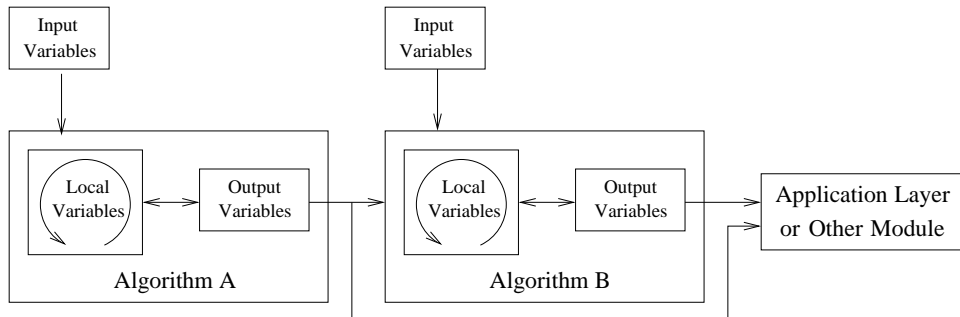 Input
Variables
Input
Variables
Local
Variables
Output
Variables
Algorithm A
Local
Variables
Output
Variables
Algorithm B
Application Layer
or Other Module